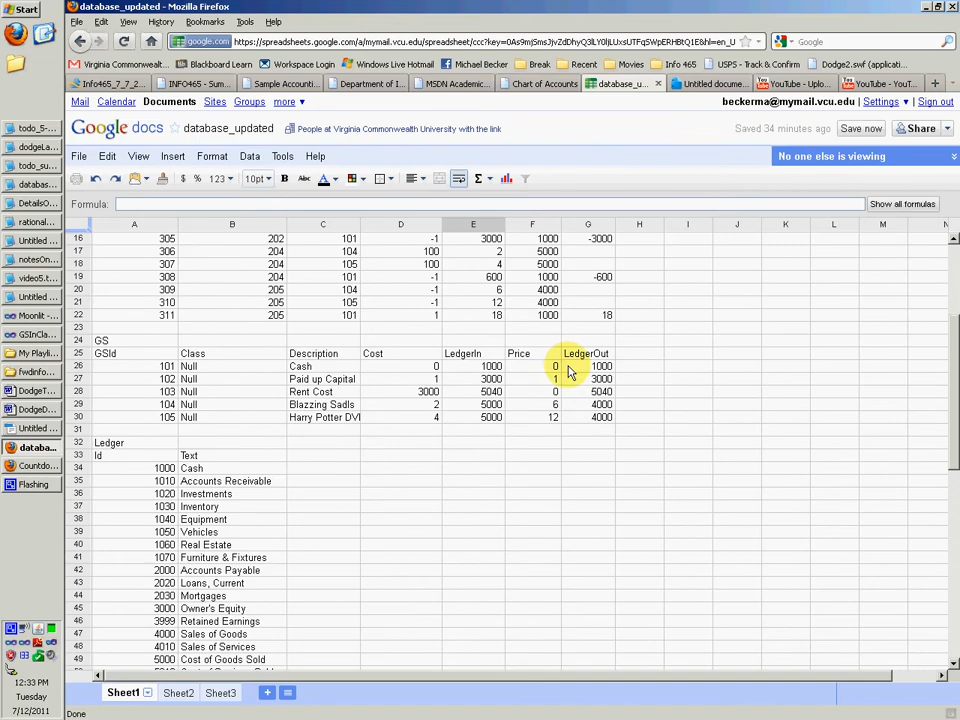 Start
database_updated - Mozilla Firefox
File Edit View History Bookmarks Tools Help
google.com https://spreadsheets.google.com/a/mymail.vcu.edu/spreadsheet/ccc?key=
Google
Virginia Commonwealth... Blackboard Learn Workspace Login Windows Live Hotmail Michael Becker Break Recent Movies Info 465 USPS - Track & Confirm Dodge2.swf (applicati...
Info465_7_7_2... INFO465 - Su... Sample Accounti... Department of I... MSDN Academic... Chart of Accounts database_u... Untitled docume... YouTube - Uploa... YouTube - YouT...
Mail Calendar Documents Sites Groups more beckerma@mymail.vcu.edu Settings Sign out
Google docs database_updated People at Virginia Commonwealth University with the link Saved 34 minutes ago Save now Share
File Edit View Insert Format Data Tools Help No one else is viewing
$ % 123 10pt B Abc A Σ
Formula: Show all formulas
A B C D E F G H I J K L M N
16 305 202 101 -1 3000 1000 -3000
17 306 204 104 100 2 5000
18 307 204 105 100 4 5000
19 308 204 101 -1 600 1000 -600
20 309 205 104 -1 6 4000
21 310 205 105 -1 12 4000
22 311 205 101 1 18 1000 18
23
24 GS
25 GSId Class Description Cost LedgerIn Price LedgerOut
26 101 Null Cash 0 1000 0 1000
27 102 Null Paid up Capital 1 3000 1 3000
28 103 Null Rent Cost 3000 5040 0 5040
29 104 Null Blazzing Sadls 2 5000 6 4000
30 105 Null Harry Potter DVI 4 5000 12 4000
31
32 Ledger
33 Id Text
34 1000 Cash
35 1010 Accounts Receivable
36 1020 Investments
37 1030 Inventory
38 1040 Equipment
39 1050 Vehicles
40 1060 Real Estate
41 1070 Furniture & Fixtures
42 2000 Accounts Payable
43 2020 Loans, Current
44 2030 Mortgages
45 3000 Owner's Equity
46 3999 Retained Earnings
47 4000 Sales of Goods
48 4010 Sales of Services
49 5000 Cost of Goods Sold
Sheet1 Sheet2 Sheet3
Done
todo_5-...
dodgeLa...
todo_su...
databas...
DetailsO...
rational...
Untitled ...
notesOn...
video5.t...
Untitled ...
Moonlit -...
GSInClas...
My Playli...
fwdinfo...
DodgeT...
DodgeD...
Untitled ...
databa...
Countdo...
Flashing
12:33 PM
Tuesday
7/12/2011